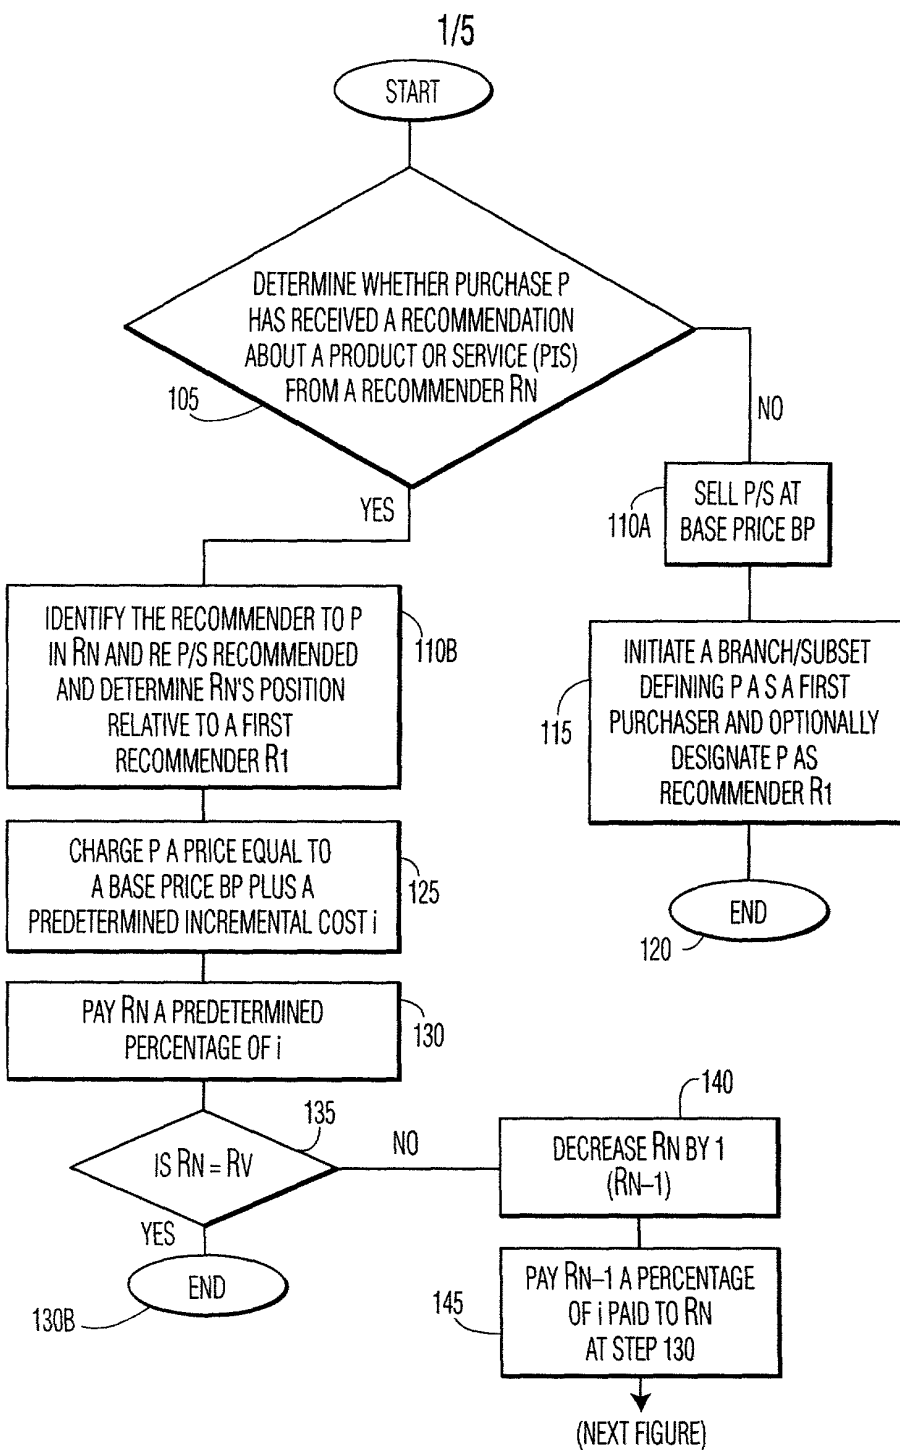 1/5
START
DETERMINE WHETHER PURCHASE P
HAS RECEIVED A RECOMMENDATION
ABOUT A PRODUCT OR SERVICE (PIS)
FROM A RECOMMENDER RN
105
NO
YES
110A
SELL P/S AT
BASE PRICE BP
IDENTIFY THE RECOMMENDER TO P
IN RN AND RE P/S RECOMMENDED
AND DETERMINE RN'S POSITION
RELATIVE TO A FIRST
RECOMMENDER R1
110B
115
INITIATE A BRANCH/SUBSET
DEFINING P A S A FIRST
PURCHASER AND OPTIONALLY
DESIGNATE P AS
RECOMMENDER R1
CHARGE P A PRICE EQUAL TO
A BASE PRICE BP PLUS A
PREDETERMINED INCREMENTAL COST i
125
END
120
PAY RN A PREDETERMINED
PERCENTAGE OF i
130
IS RN = RV
135
NO
YES
140
DECREASE RN BY 1
(RN–1)
END
130B
145
PAY RN–1 A PERCENTAGE
OF i PAID TO RN
AT STEP 130
(NEXT FIGURE)